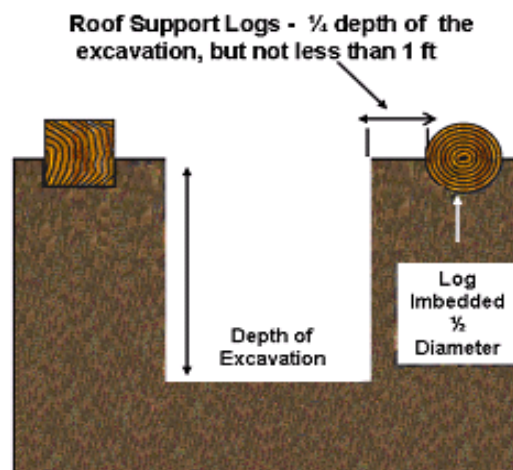 Roof Support Logs - ¼ depth of the
excavation, but not less than 1 ft
Depth of
Excavation
Log
Imbedded
½
Diameter